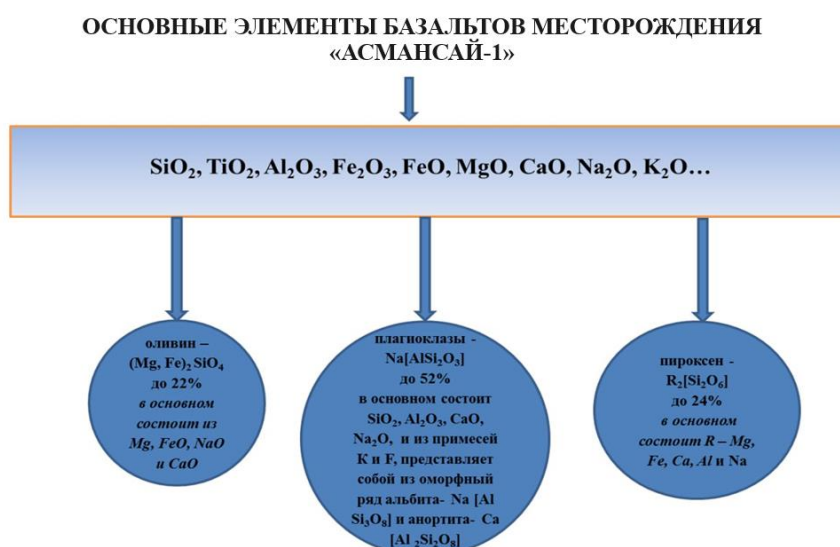 ОСНОВНЫЕ ЭЛЕМЕНТЫ БАЗАЛЬТОВ МЕСТОРОЖДЕНИЯ
«АСМАНСАЙ-1»
SiO₂, TiO₂, Al₂O₃, Fe₂O₃, FeO, MgO, CaO, Na₂O, K₂O…
оливин –
(Mg, Fe)₂ SiO₄
до 22%
в основном
состоит из
Mg, FeO, NaO
и CaO
плагиоклазы -
Na[AlSi₂O₃]
до 52%
в основном состоит
SiO₂, Al₂O₃, CaO,
Na₂O, и из примесей
K и F, представляет
собой из оморфный
ряд альбита- Na [Al
Si₃O₈] и анортита- Ca
[Al ₂Si₂O₈]
пироксен -
R₂[Si₂O₆]
до 24%
в основном
состоит R – Mg,
Fe, Ca, Al и Na